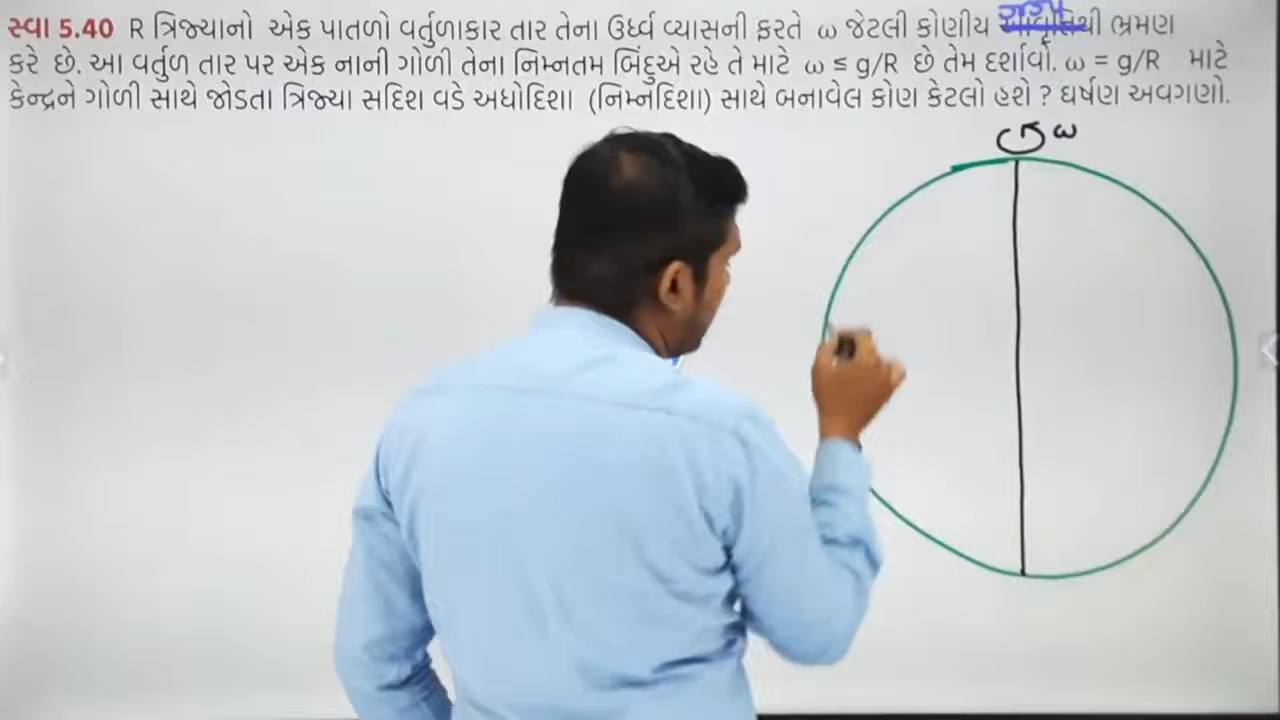 સ્વા 5.40 R ત્રિજ્યાનો એક પાતળો વર્તુળાકાર તાર તેના ઉર્ધ્વ વ્યાસની ફરતે ω જેટલી કોણીય થી ભ્રમણ
કરે છે. આ વર્તુળ તાર પર એક નાની ગોળી તેના નિમ્નતમ બિંદુએ રહે તે માટે ω ≤ g/R છે તેમ દર્શાવો. ω = g/R માટે
કેન્દ્રને ગોળી સાથે જોડતા ત્રિજ્યા સદિશ વડે અધોદિશા (નિમ્નદિશા) સાથે બનાવેલ કોણ કેટલો હશે ? ઘર્ષણ અવગણો.
ω